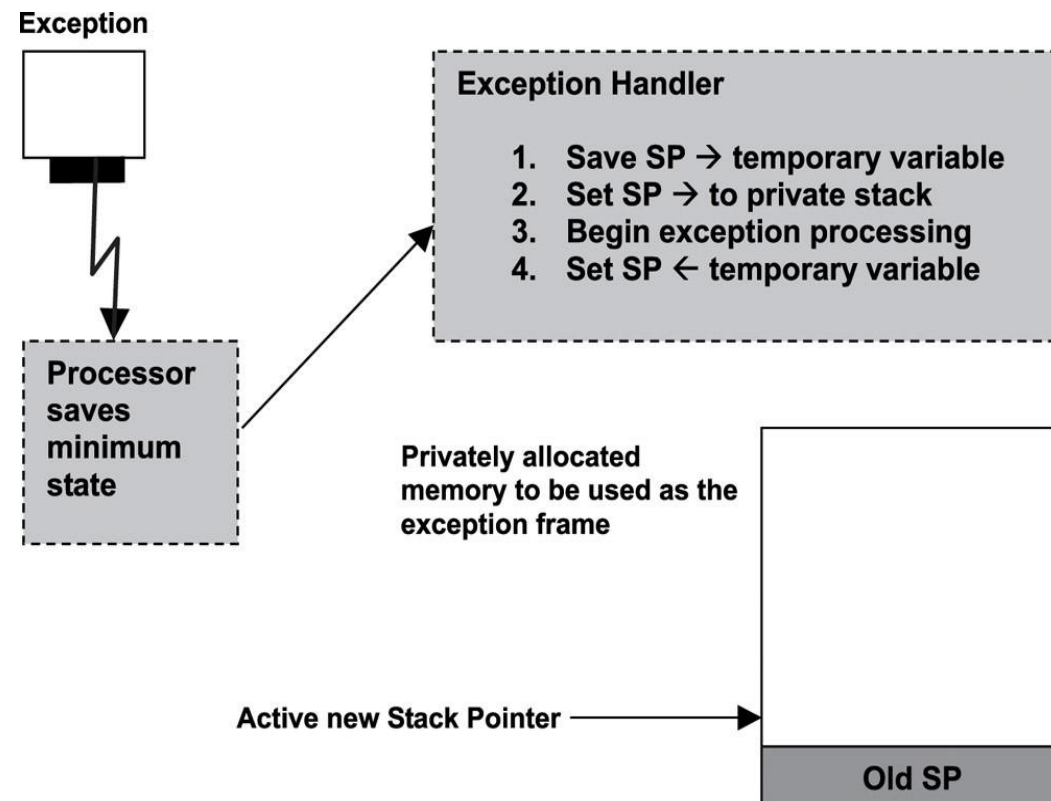 Exception
Exception Handler
1. Save SP → temporary variable
2. Set SP → to private stack
3. Begin exception processing
4. Set SP ← temporary variable
Processor
saves
minimum
state
Privately allocated
memory to be used as the
exception frame
Active new Stack Pointer
Old SP